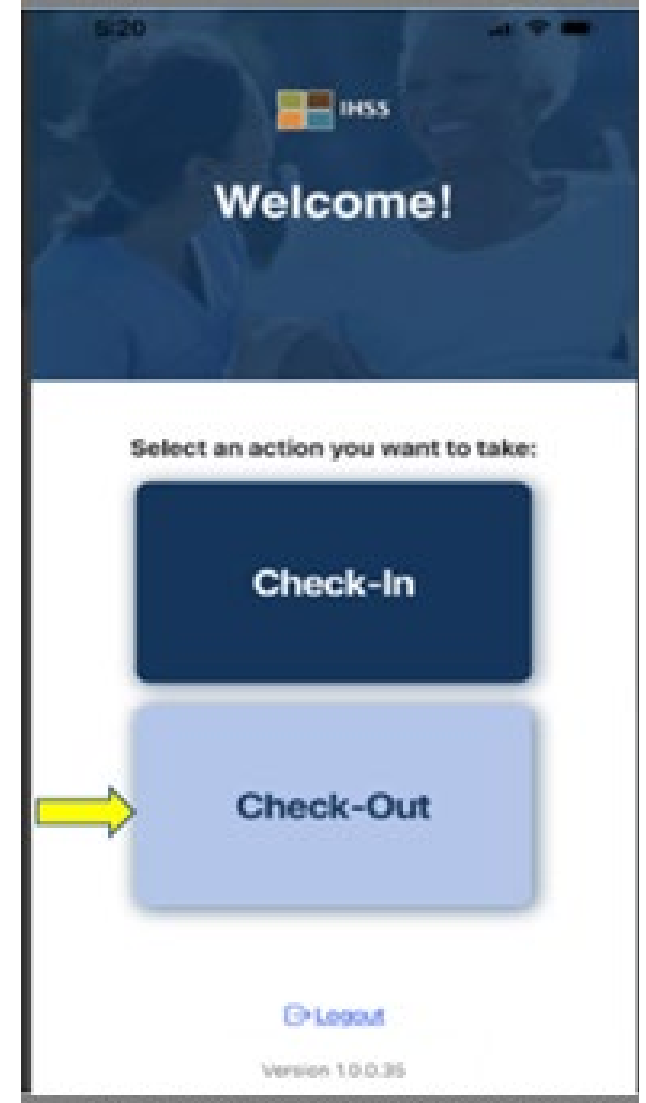 5:20
IHSS
Welcome!
Select an action you want to take:
Check-In
Check-Out
Logout
Version 1.0.0.35